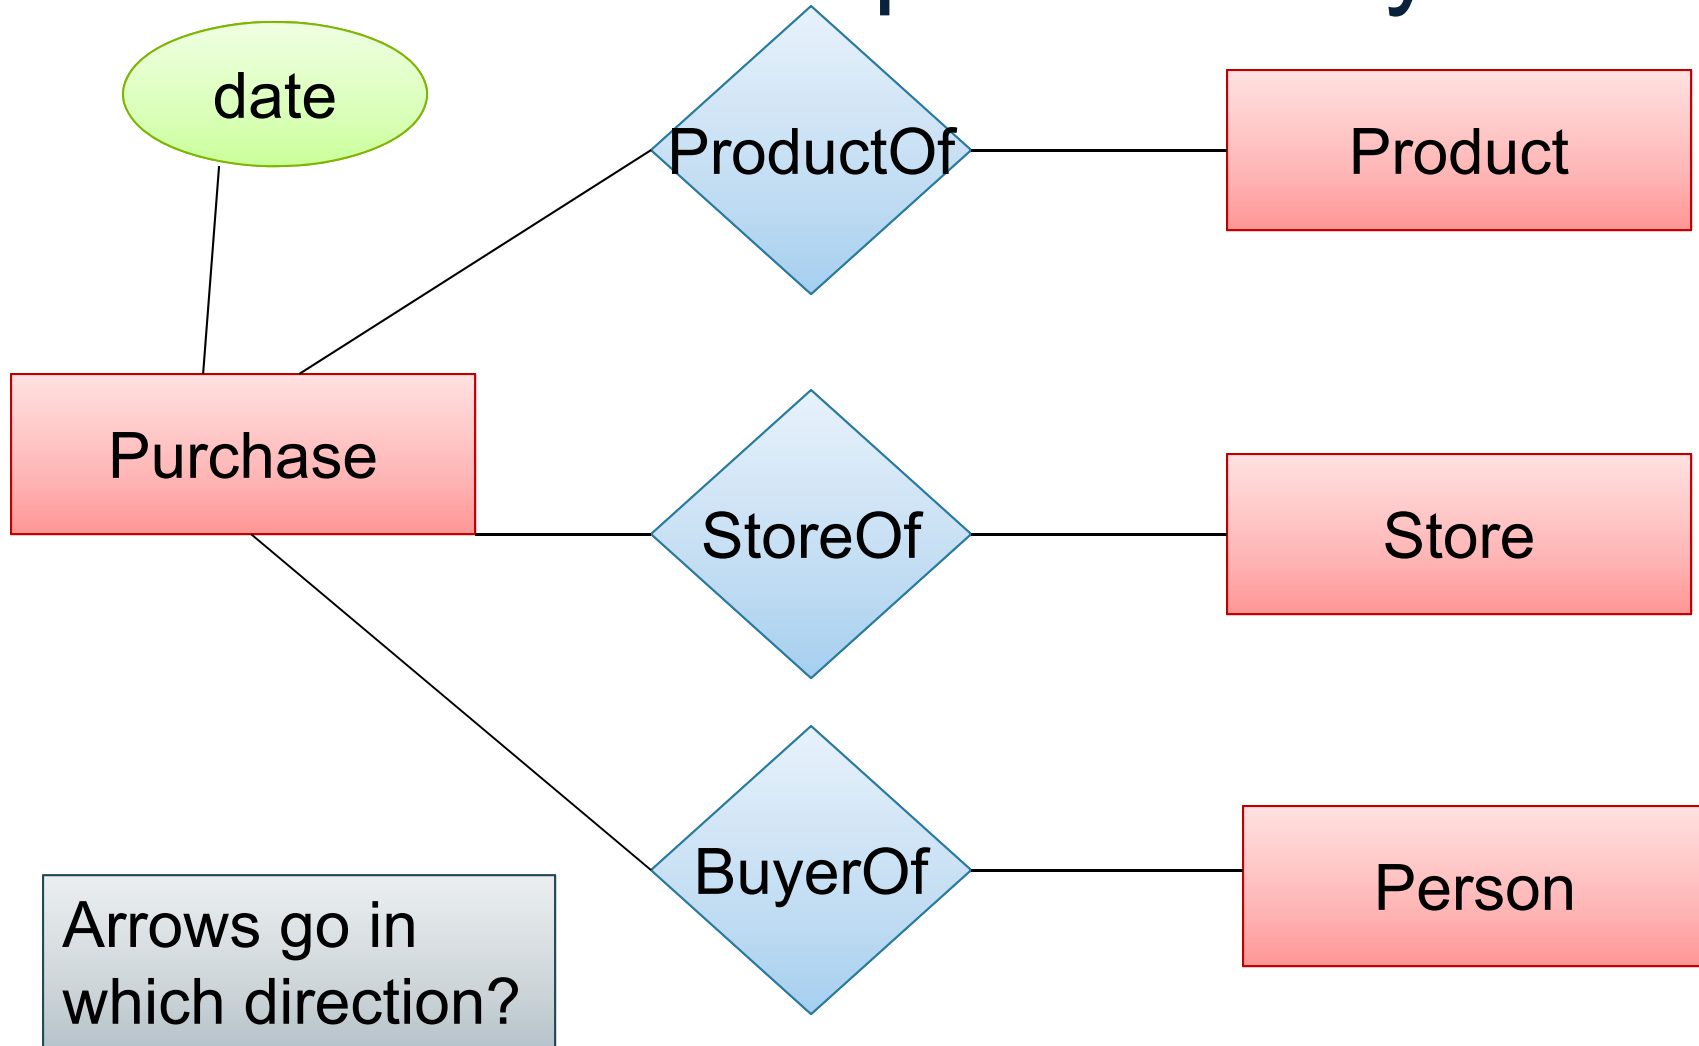 date
ProductOf
Product
Purchase
StoreOf
Store
BuyerOf
Person
Arrows go in
which direction?